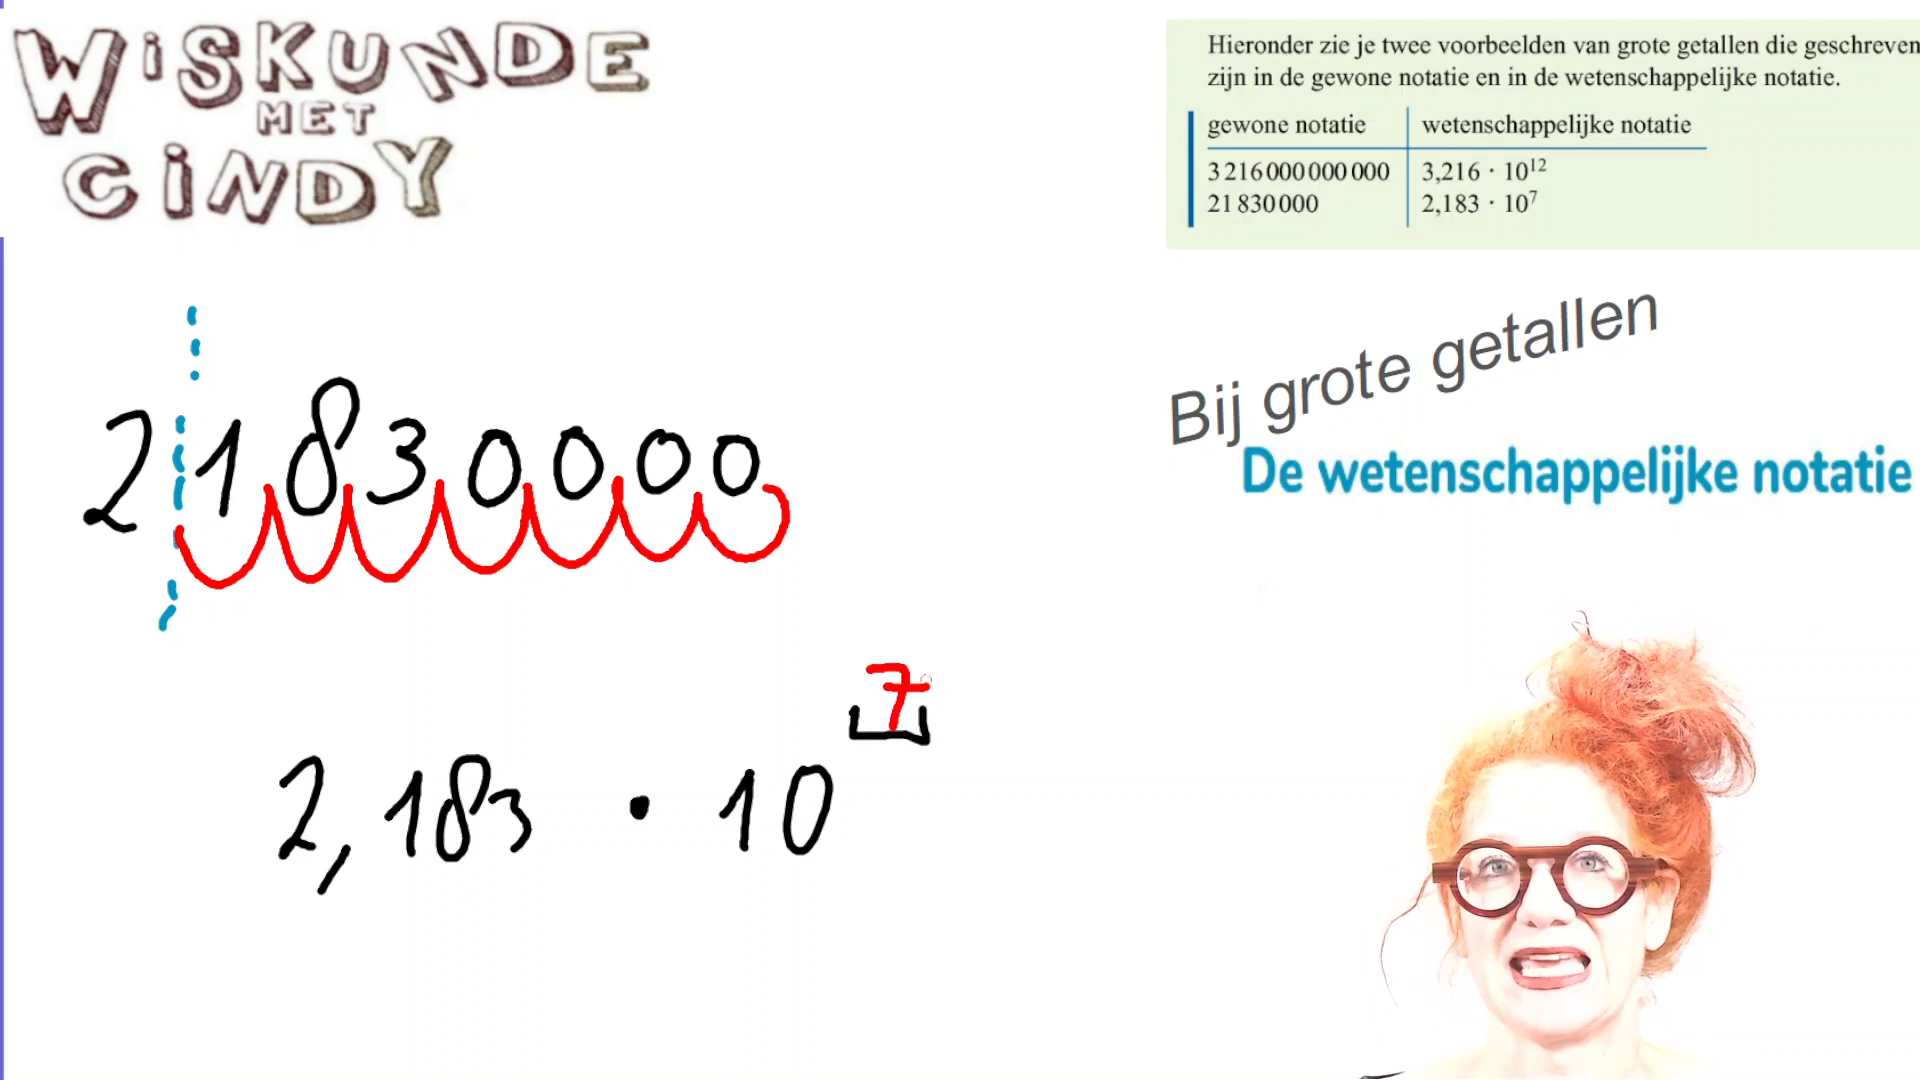 WiSKUNDE
MET
CiNDY
Hieronder zie je twee voorbeelden van grote getallen die geschreven
zijn in de gewone notatie en in de wetenschappelijke notatie.
gewone notatie wetenschappelijke notatie
3 216 000 000 000 3,216 · 10¹²
21 830 000 2,183 · 10⁷
Bij grote getallen
De wetenschappelijke notatie
21830000
2,183 · 10⁷